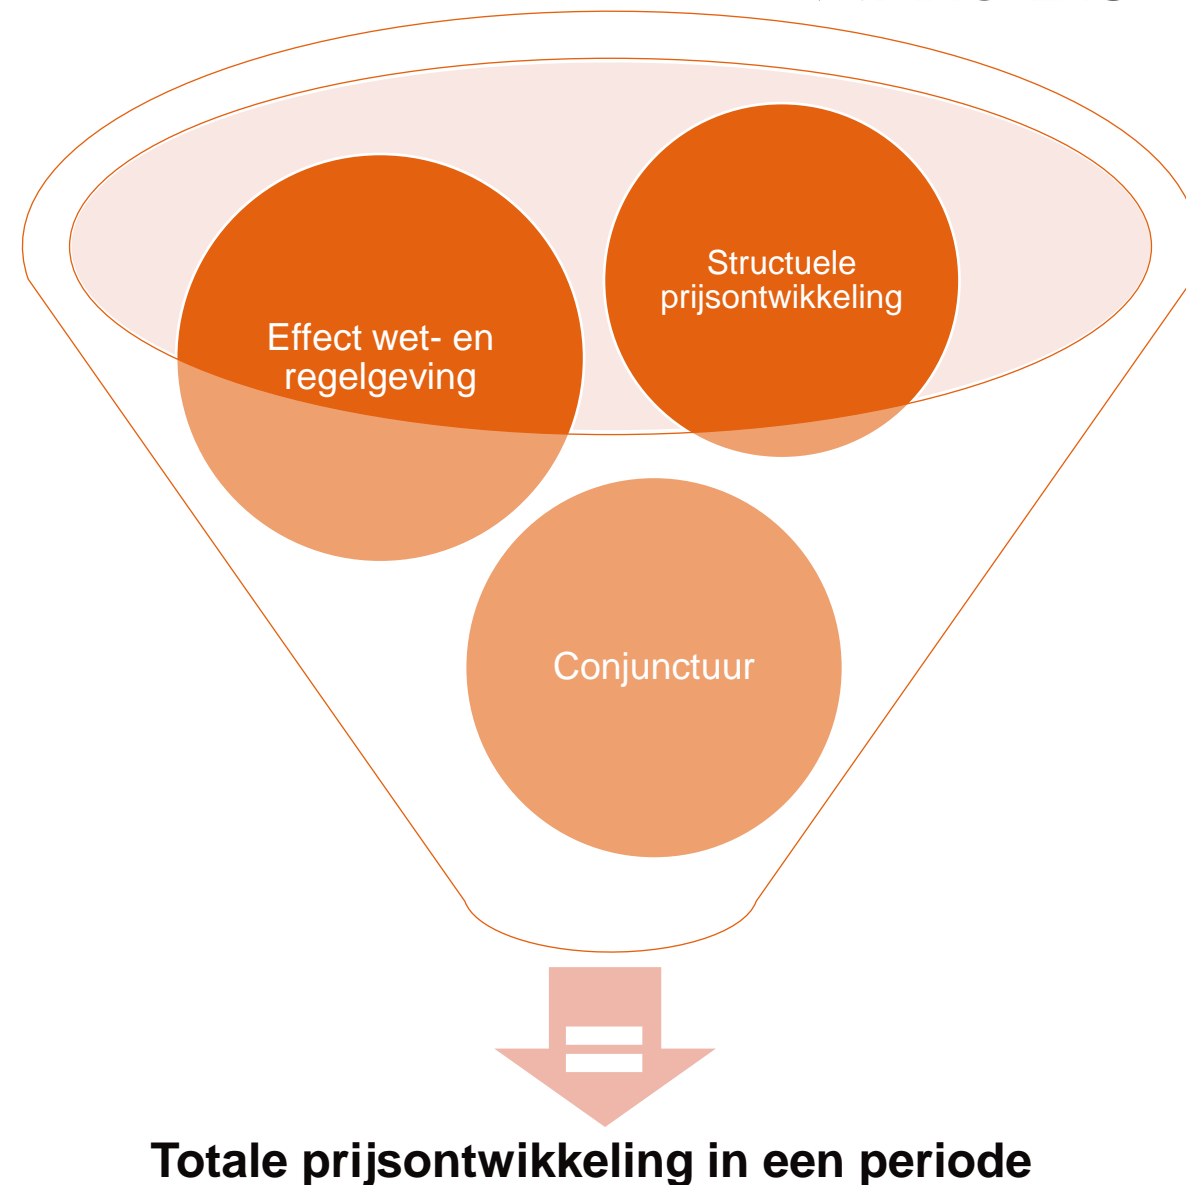 Structuele
prijsontwikkeling
Effect wet- en
regelgeving
Conjunctuur
=
Totale prijsontwikkeling in een periode